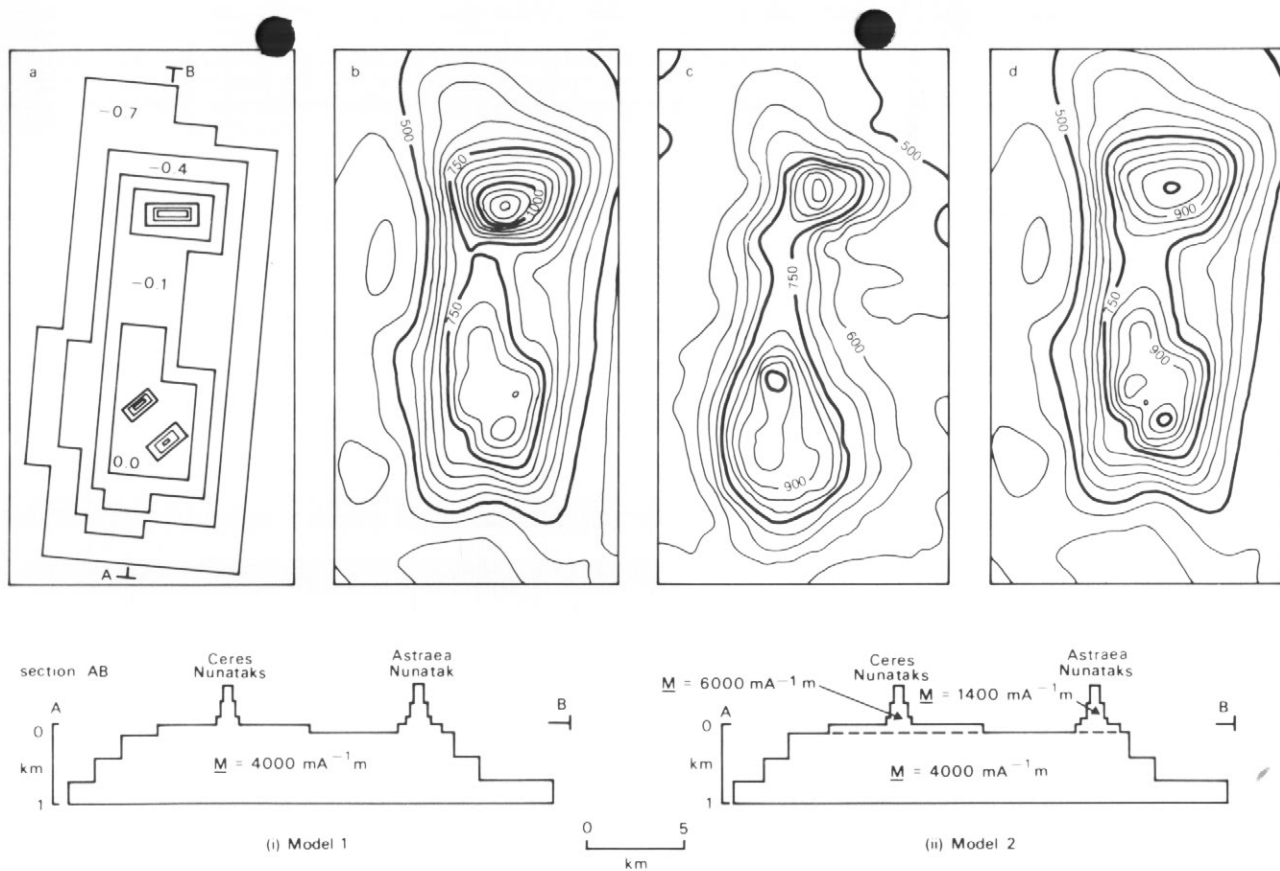 a
B
-0.7
-0.4
-0.1
0.0
A
b
500
750
1000
750
c
500
750
600
900
d
500
900
750
900
section AB
Ceres
Nunataks
Astraea
Nunatak
A
B
0
km
1
M = 4000 mA⁻¹m
(i) Model 1
0
5
km
Ceres
Nunataks
Astraea
Nunatak
M = 6000 mA⁻¹m
M = 1400 mA⁻¹m
A
B
0
km
1
M = 4000 mA⁻¹m
(ii) Model 2